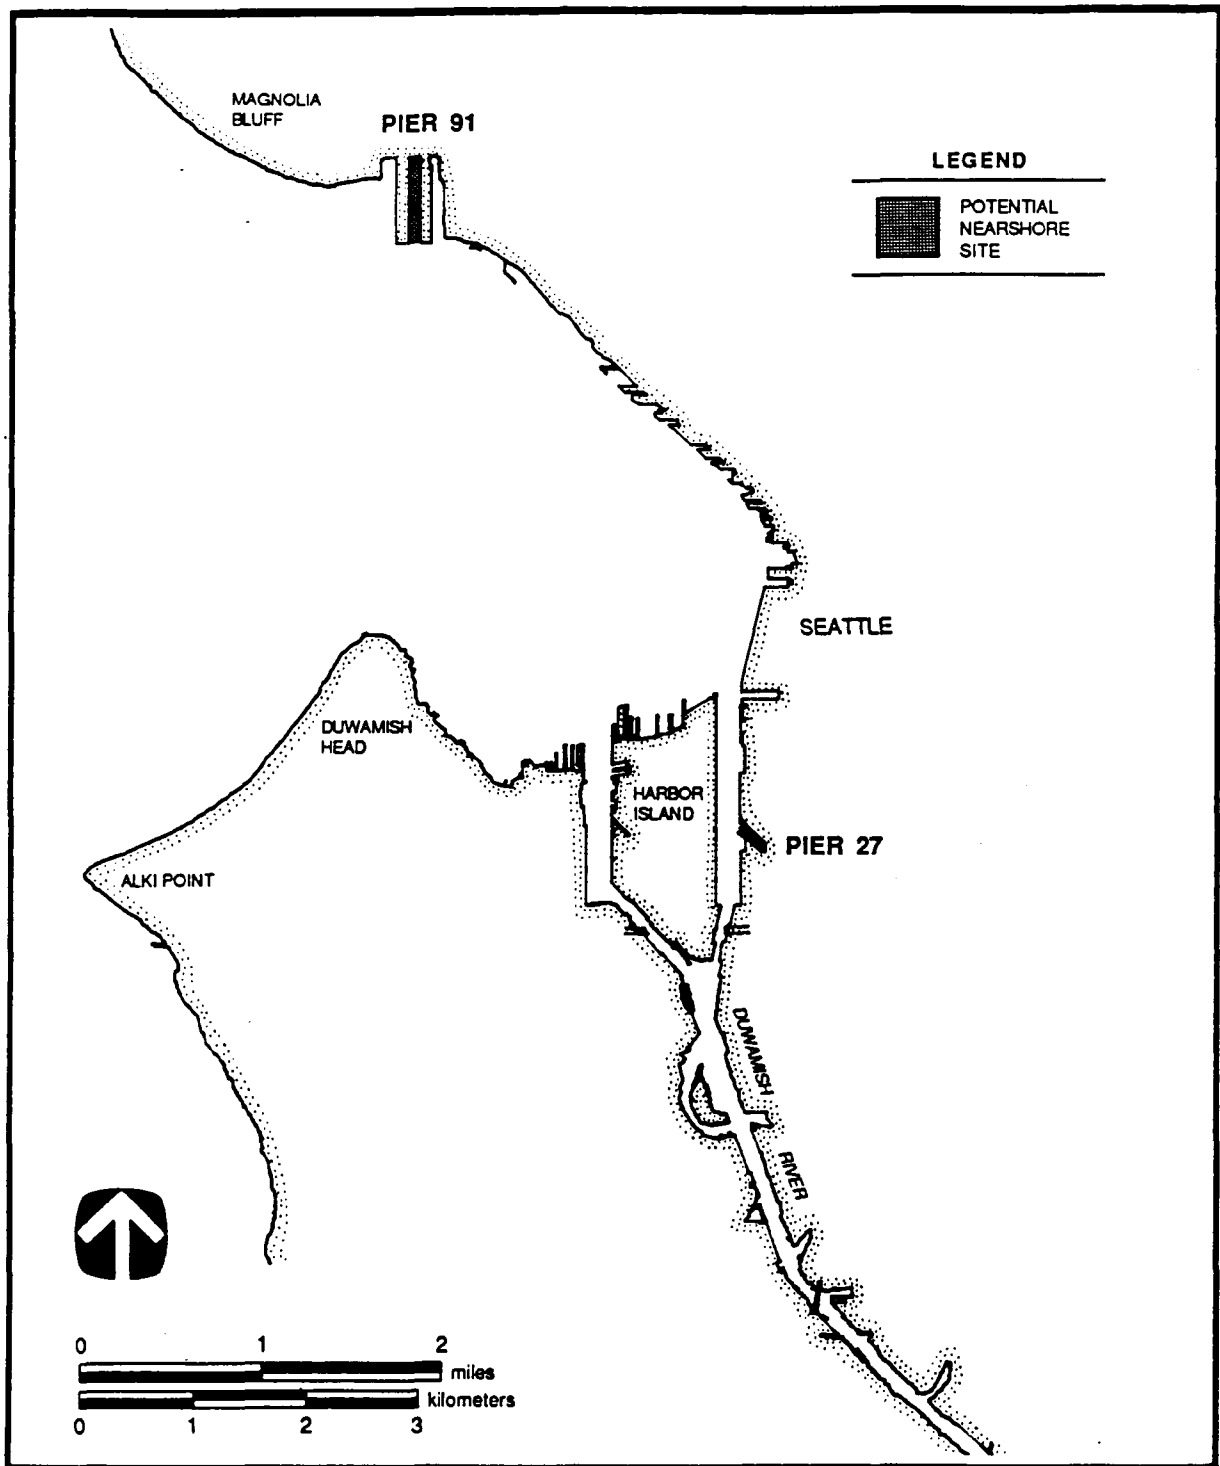 MAGNOLIA
BLUFF
PIER 91
LEGEND
POTENTIAL
NEARSHORE
SITE
SEATTLE
DUWAMISH
HEAD
HARBOR
ISLAND
PIER 27
ALKI POINT
DUWAMISH
RIVER
0 1 2
miles
kilometers
0 1 2 3